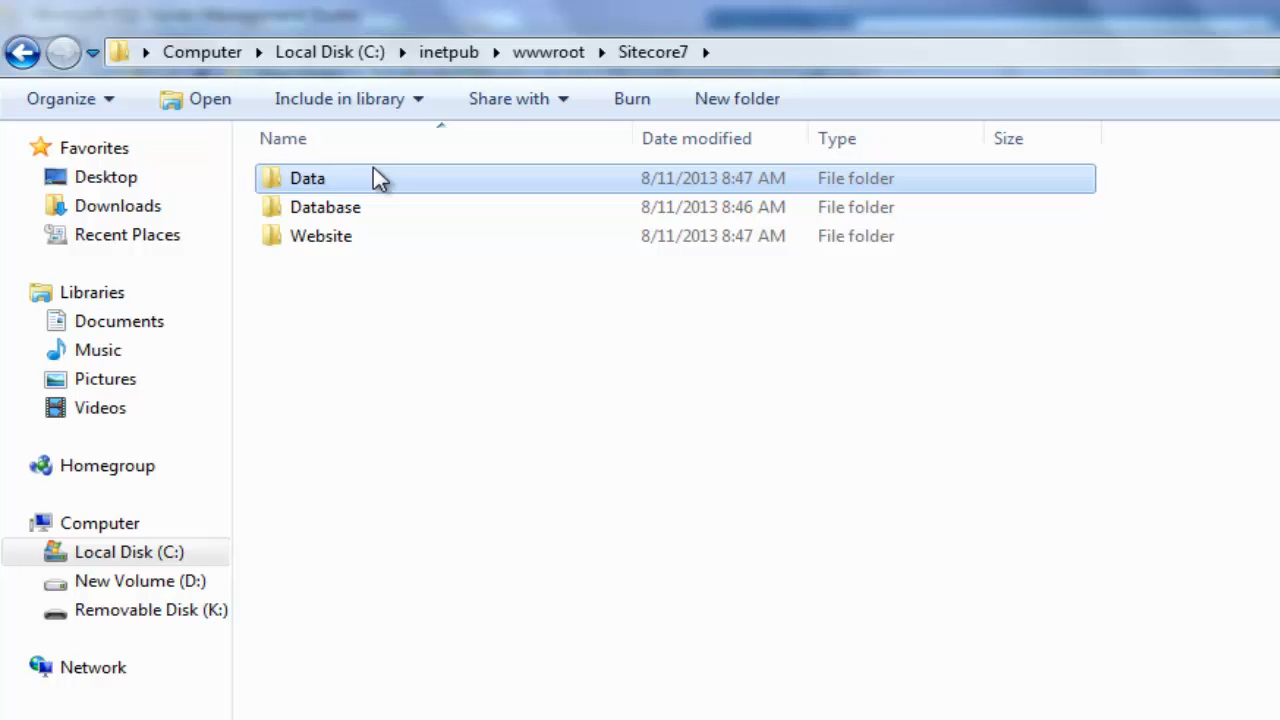 Computer Local Disk (C:) inetpub wwwroot Sitecore7
Organize Open Include in library Share with Burn New folder
Name Date modified Type Size
Favorites
Desktop
Downloads
Recent Places
Libraries
Documents
Music
Pictures
Videos
Homegroup
Computer
Local Disk (C:)
New Volume (D:)
Removable Disk (K:)
Network
Data 8/11/2013 8:47 AM File folder
Database 8/11/2013 8:46 AM File folder
Website 8/11/2013 8:47 AM File folder